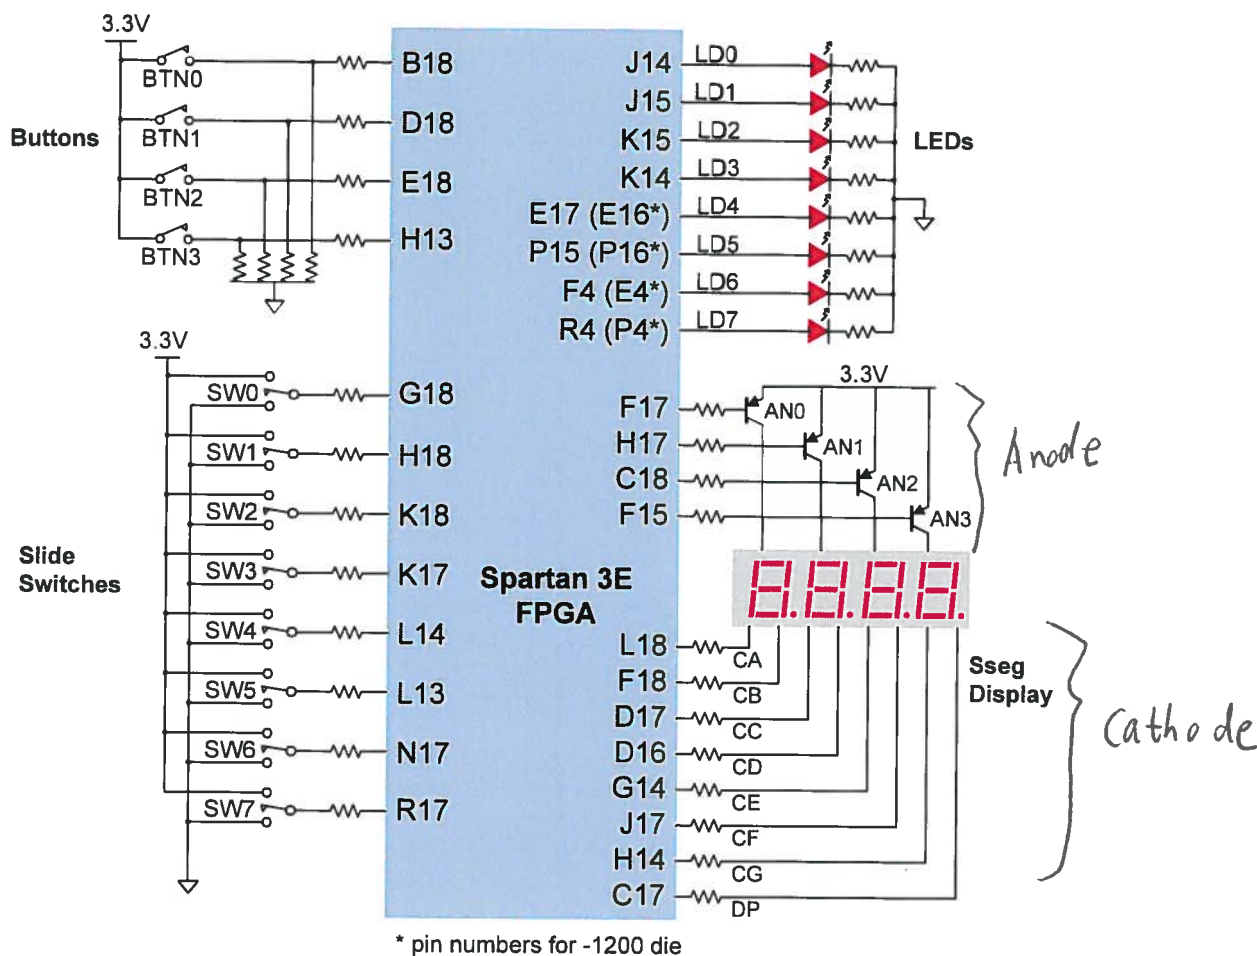 3.3V
BTN0
BTN1
BTN2
BTN3
Buttons
B18
D18
E18
H13
J14 LD0
J15 LD1
K15 LD2
K14 LD3
E17 (E16*) LD4
P15 (P16*) LD5
F4 (E4*) LD6
R4 (P4*) LD7
LEDs
3.3V
SW0 G18
SW1 H18
SW2 K18
SW3 K17
SW4 L14
SW5 L13
SW6 N17
SW7 R17
Slide
Switches
Spartan 3E
FPGA
3.3V
F17 AN0
H17 AN1
C18 AN2
F15 AN3
Anode
L18 CA
F18 CB
D17 CC
D16 CD
G14 CE
J17 CF
H14 CG
C17 DP
Sseg
Display
Cathode
* pin numbers for -1200 die